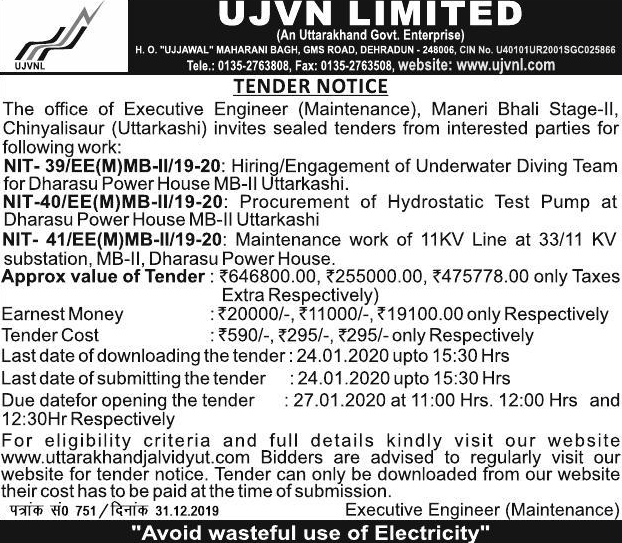 UJVN LIMITED
(An Uttarakhand Govt. Enterprise)
H. O. "UJJAWAL" MAHARANI BAGH, GMS ROAD, DEHRADUN - 248006, CIN No. U40101UR2001SGC025866
UJVNL
Tele.: 0135-2763808, Fax: 0135-2763508, website: www.ujvnl.com
TENDER NOTICE
The office of Executive Engineer (Maintenance), Maneri Bhali Stage-II,
Chinyalisaur (Uttarkashi) invites sealed tenders from interested parties for
following work:
NIT- 39/EE(M)MB-II/19-20: Hiring/Engagement of Underwater Diving Team
for Dharasu Power House MB-II Uttarkashi.
NIT-40/EE(M)MB-II/19-20: Procurement of Hydrostatic Test Pump at
Dharasu Power House MB-II Uttarkashi
NIT- 41/EE(M)MB-II/19-20: Maintenance work of 11KV Line at 33/11 KV
substation, MB-II, Dharasu Power House.
Approx value of Tender : ₹646800.00, ₹255000.00, ₹475778.00 only Taxes
Extra Respectively)
Earnest Money : ₹20000/-, ₹11000/-, ₹19100.00 only Respectively
Tender Cost : ₹590/-, ₹295/-, ₹295/- only Respectively
Last date of downloading the tender : 24.01.2020 upto 15:30 Hrs
Last date of submitting the tender : 24.01.2020 upto 15:30 Hrs
Due datefor opening the tender : 27.01.2020 at 11:00 Hrs. 12:00 Hrs and
12:30Hr Respectively
For eligibility criteria and full details kindly visit our website
www.uttarakhandjalvidyut.com Bidders are advised to regularly visit our
website for tender notice. Tender can only be downloaded from our website
their cost has to be paid at the time of submission.
पत्रांक सं0 751/दिनांक 31.12.2019 Executive Engineer (Maintenance)
"Avoid wasteful use of Electricity"